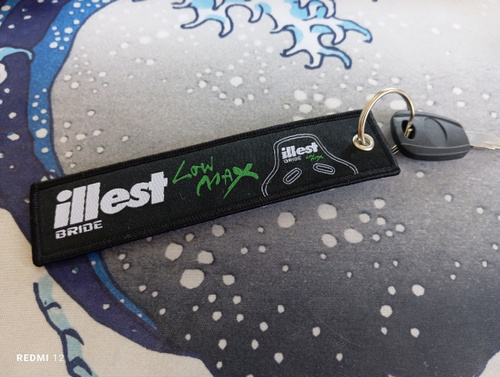 illest
BRIDE
LOW
MAX
illest
BRIDE
REDMI 12